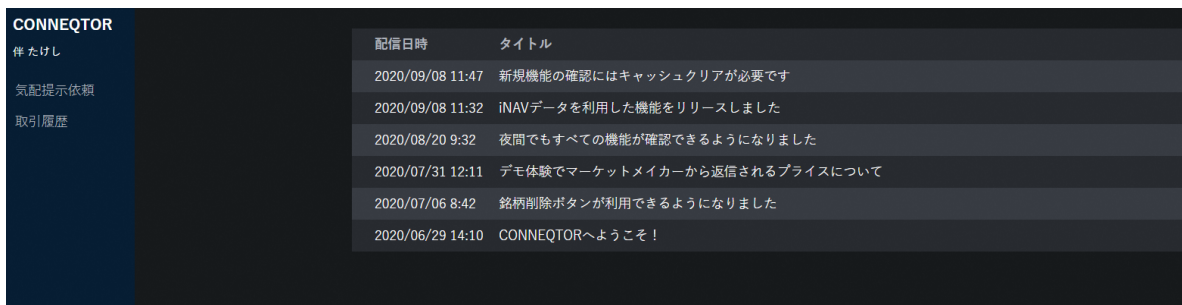 CONNEQTOR
伴 たけし
気配提示依頼
取引履歴
配信日時 タイトル
2020/09/08 11:47 新規機能の確認にはキャッシュクリアが必要です
2020/09/08 11:32 iNAVデータを利用した機能をリリースしました
2020/08/20 9:32 夜間でもすべての機能が確認できるようになりました
2020/07/31 12:11 デモ体験でマーケットメイカーから返信されるプライスについて
2020/07/06 8:42 銘柄削除ボタンが利用できるようになりました
2020/06/29 14:10 CONNEQTORへようこそ！